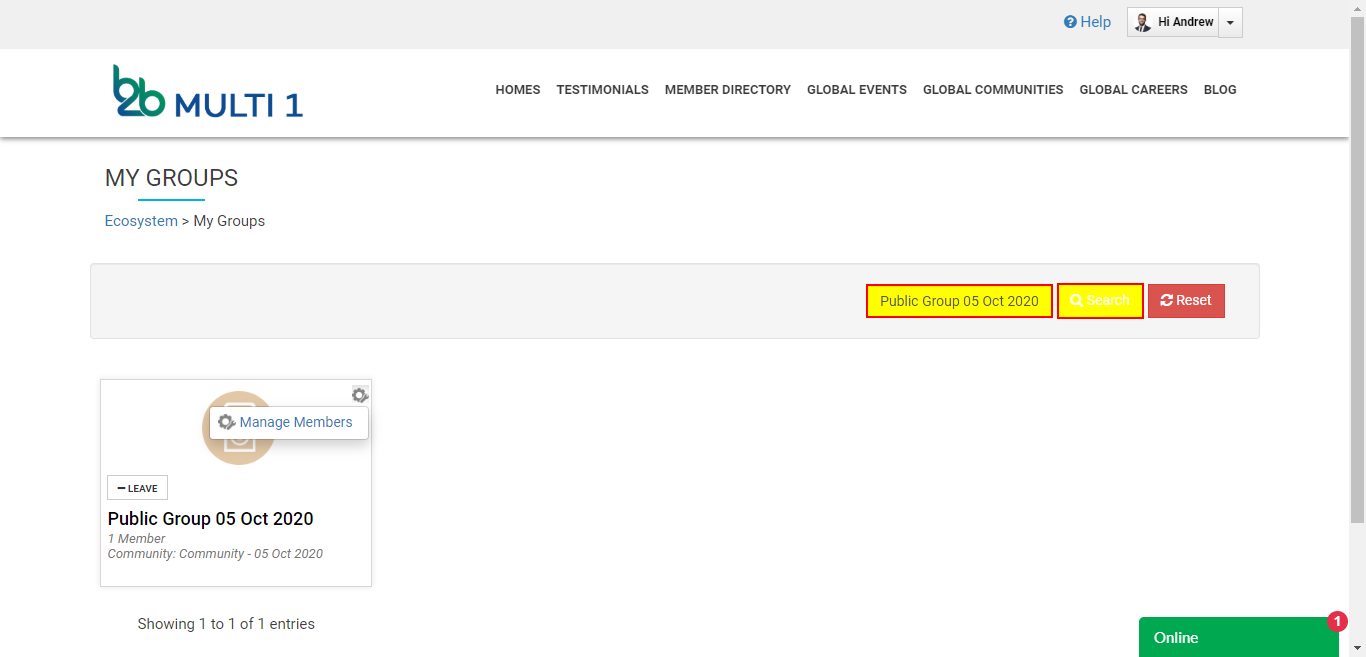 Help
Hi Andrew
b2b MULTI 1
HOMES TESTIMONIALS MEMBER DIRECTORY GLOBAL EVENTS GLOBAL COMMUNITIES GLOBAL CAREERS BLOG
MY GROUPS
Ecosystem > My Groups
Public Group 05 Oct 2020 Search Reset
Manage Members
LEAVE
Public Group 05 Oct 2020
1 Member
Community: Community - 05 Oct 2020
Showing 1 to 1 of 1 entries
1
Online